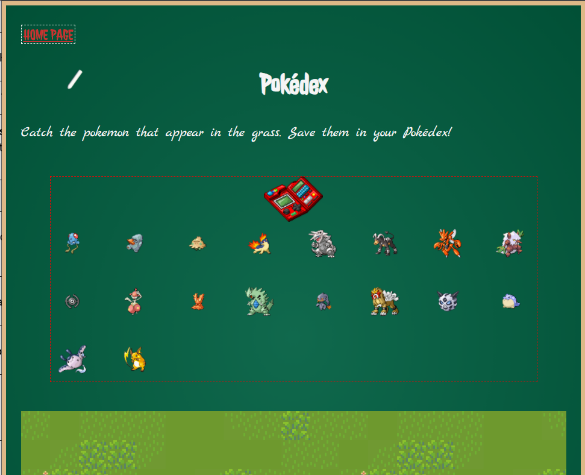 HOME PAGE
Pokédex
Catch the pokemon that appear in the grass. Save them in your Pokédex!